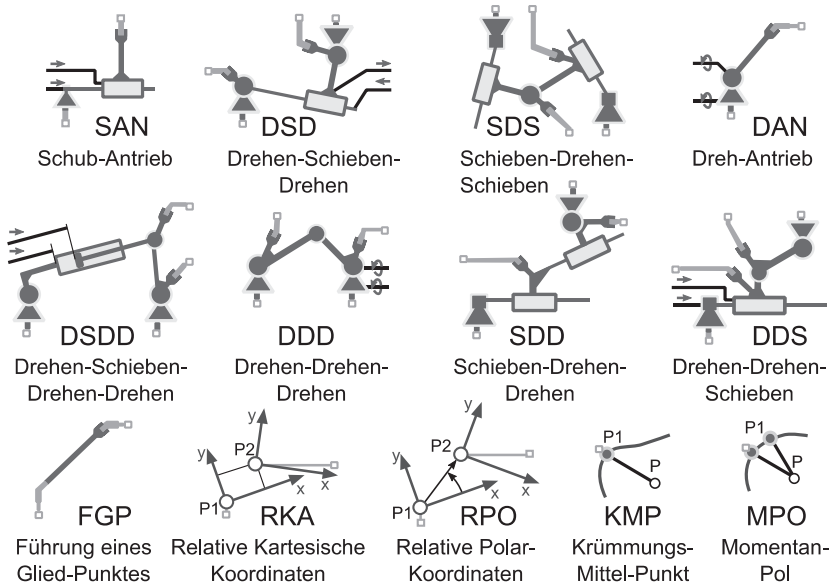 SAN
Schub-Antrieb
DSD
Drehen-Schieben-
Drehen
SDS
Schieben-Drehen-
Schieben
DAN
Dreh-Antrieb
DSDD
Drehen-Schieben-
Drehen-Drehen
DDD
Drehen-Drehen-
Drehen
SDD
Schieben-Drehen-
Drehen
DDS
Drehen-Drehen-
Schieben
FGP
Führung eines
Glied-Punktes
y
y
P2
P1
x
x
RKA
Relative Kartesische
Koordinaten
y
y
P2
P1
x
x
RPO
Relative Polar-
Koordinaten
P1
P
KMP
Krümmungs-
Mittel-Punkt
P1
P
MPO
Momentan-
Pol